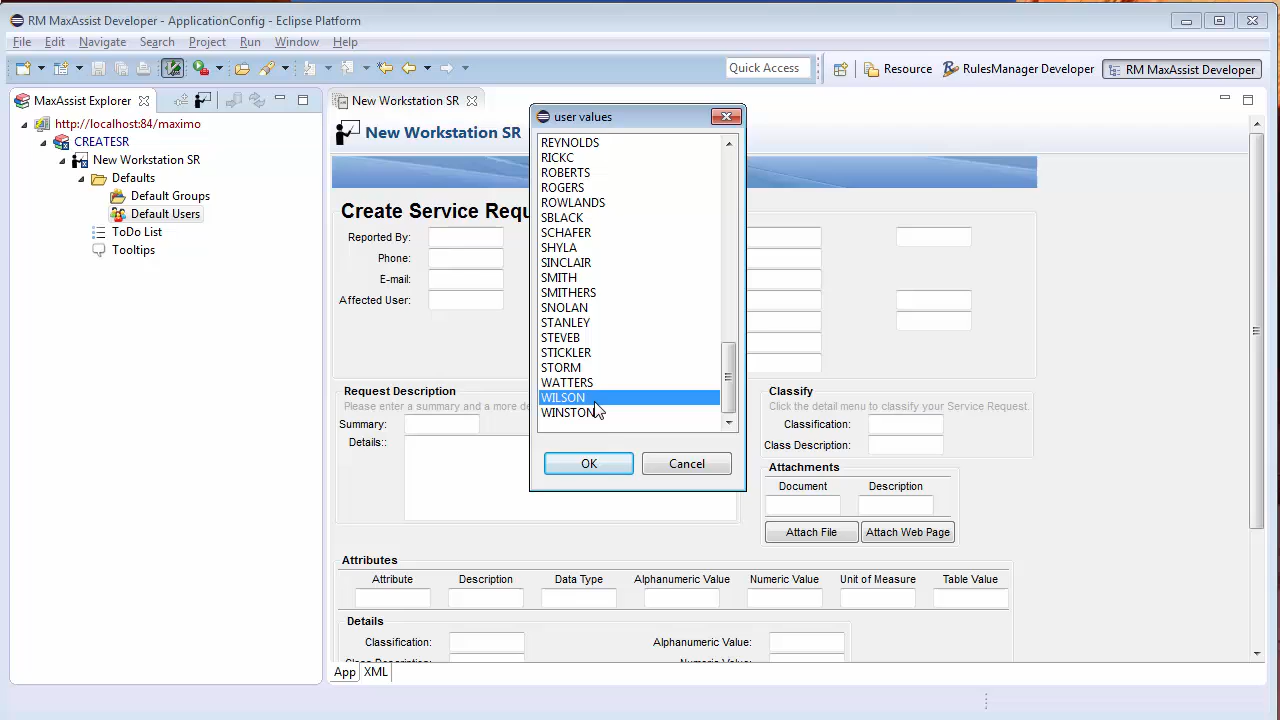 RM MaxAssist Developer - ApplicationConfig - Eclipse Platform
File Edit Navigate Search Project Run Window Help
Quick Access
Resource
RulesManager Developer
RM MaxAssist Developer
MaxAssist Explorer
http://localhost:84/maximo
CREATESR
New Workstation SR
Defaults
Default Groups
Default Users
ToDo List
Tooltips
New Workstation SR
New Workstation SR
Create Service Requ
Reported By:
Phone:
E-mail:
Affected User:
user values
REYNOLDS
RICKC
ROBERTS
ROGERS
ROWLANDS
SBLACK
SCHAFER
SHYLA
SINCLAIR
SMITH
SMITHERS
SNOLAN
STANLEY
STEVEB
STICKLER
STORM
WATTERS
WILSON
WINSTON
OK Cancel
Request Description
Please enter a summary and a more de
Summary:
Details::
Classify
Click the detail menu to classify your Service Request.
Classification:
Class Description:
Attachments
Document Description
Attach File Attach Web Page
Attributes
Attribute Description Data Type Alphanumeric Value Numeric Value Unit of Measure Table Value
Details
Classification: Alphanumeric Value:
Class Description: Numeric Value:
App XML